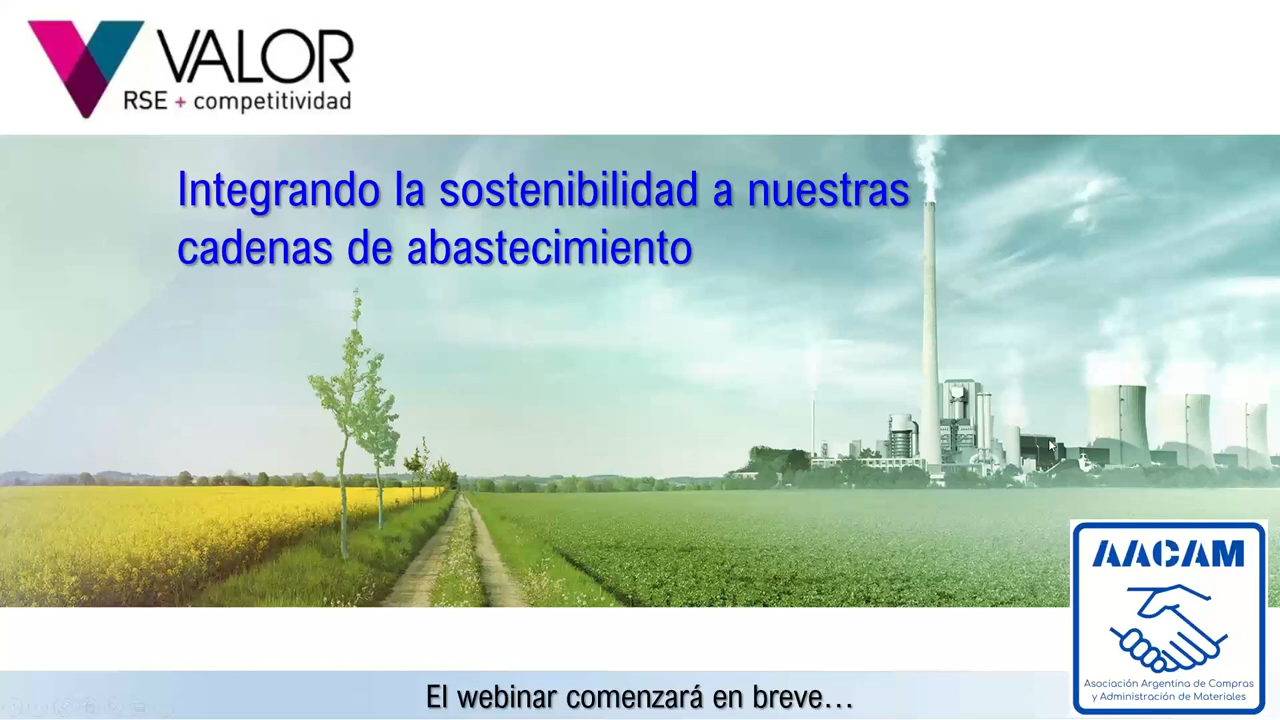 VALOR
RSE + competitividad
Integrando la sostenibilidad a nuestras
cadenas de abastecimiento
AACAM
Asociación Argentina de Compras
y Administración de Materiales
El webinar comenzará en breve…